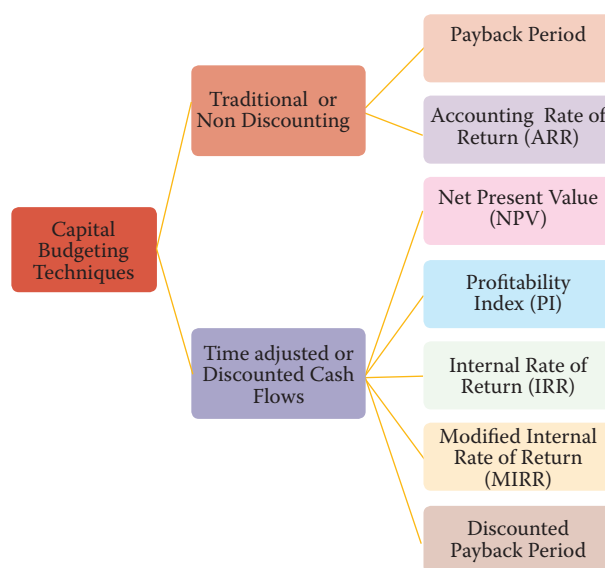 Payback Period
Traditional or
Non Discounting
Accounting Rate of
Return (ARR)
Net Present Value
(NPV)
Capital
Budgeting
Techniques
Profitability
Index (PI)
Time adjusted or
Discounted Cash
Flows
Internal Rate of
Return (IRR)
Modified Internal
Rate of Return
(MIRR)
Discounted
Payback Period